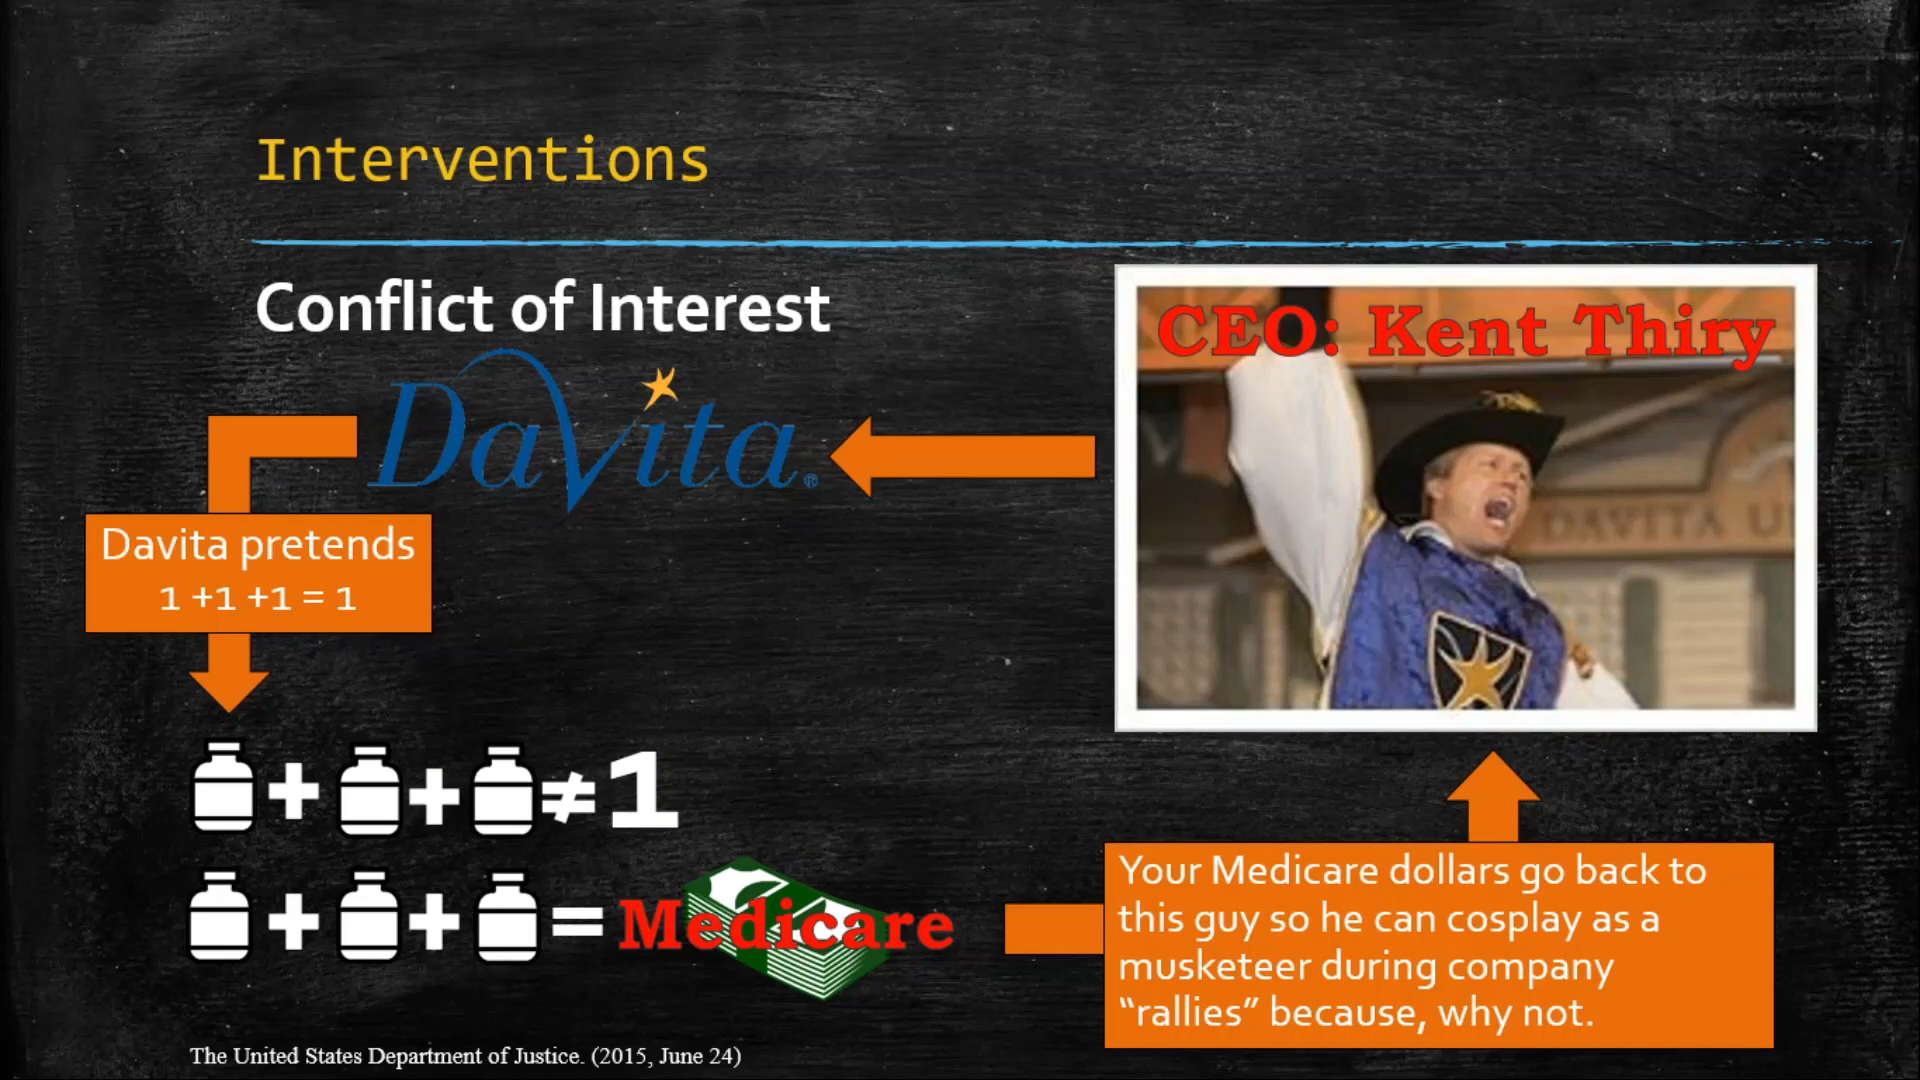 Interventions
Conflict of Interest
CEO: Kent Thiry
DaVita®
DAVITA U
Davita pretends
1 +1 +1 = 1
+ + ≠ 1
+ + = Medicare
Your Medicare dollars go back to
this guy so he can cosplay as a
musketeer during company
“rallies” because, why not.
The United States Department of Justice. (2015, June 24)